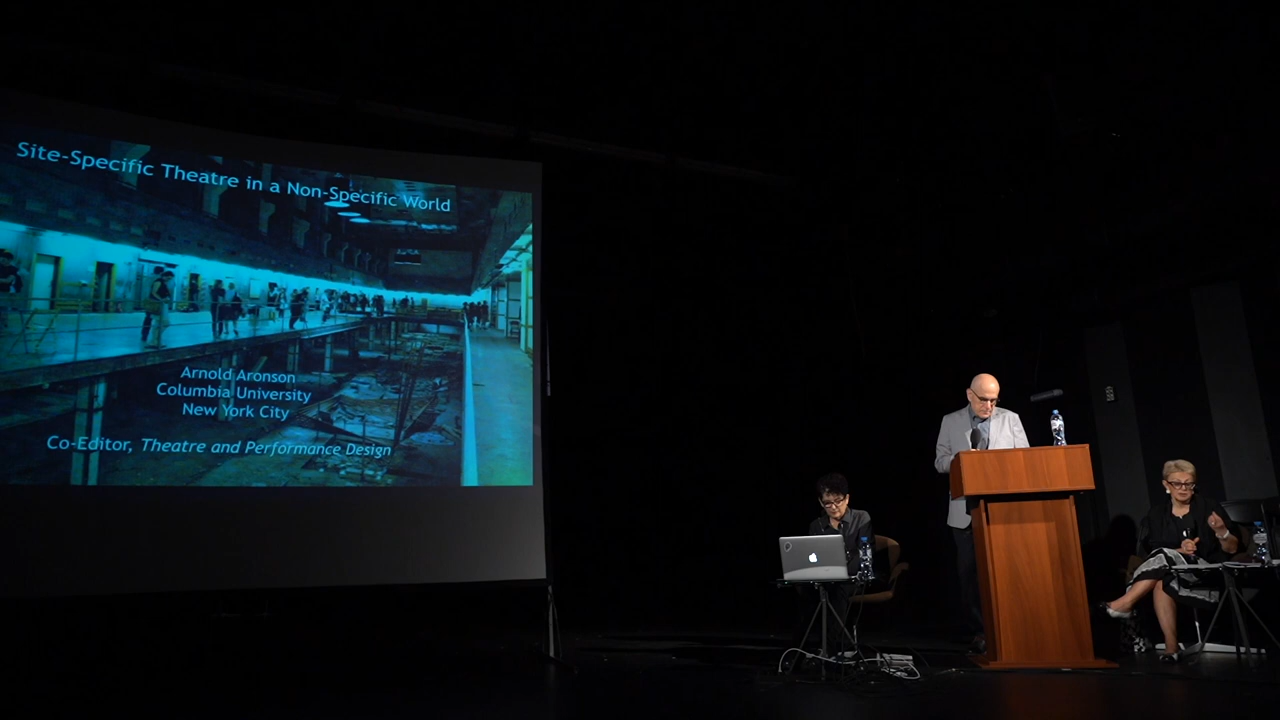 Site-Specific Theatre in a Non-Specific World
Arnold Aronson
Columbia University
New York City
Co-Editor, Theatre and Performance Design